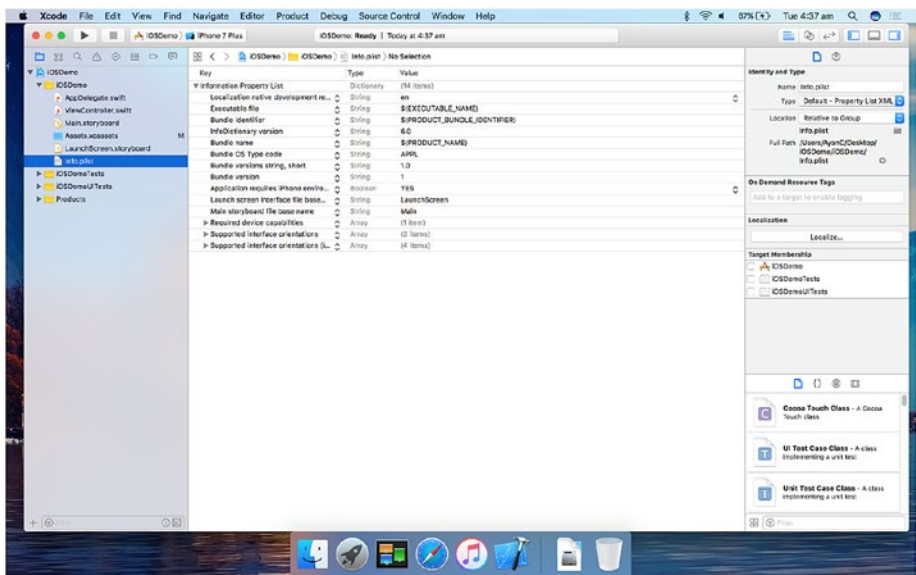 Xcode File Edit View Find Navigate Editor Product Debug Source Control Window Help
87% Tue 4:37 am
iOSDemo iPhone 7 Plus
iOSDemo: Ready | Today at 4:37 am
iOSDemo
iOSDemo
AppDelegate.swift
ViewController.swift
Main.storyboard
Assets.xcassets M
LaunchScreen.storyboard
Info.plist
iOSDemoTests
iOSDemoUITests
Products
Filter
iOSDemo iOSDemo Info.plist No Selection
Key Type Value
Information Property List Dictionary (14 items)
Localization native development re... String en
Executable file String $(EXECUTABLE_NAME)
Bundle identifier String $(PRODUCT_BUNDLE_IDENTIFIER)
InfoDictionary version String 6.0
Bundle name String $(PRODUCT_NAME)
Bundle OS Type code String APPL
Bundle versions string, short String 1.0
Bundle version String 1
Application requires iPhone enviro... Boolean YES
Launch screen interface file base... String LaunchScreen
Main storyboard file base name String Main
Required device capabilities Array (1 item)
Supported interface orientations Array (3 items)
Supported interface orientations (i... Array (4 items)
Identity and Type
Name Info.plist
Type Default - Property List XML
Location Relative to Group
Info.plist
Full Path /Users/AyanC/Desktop/
iOSDemo/iOSDemo/
Info.plist
On Demand Resource Tags
Add to a target to enable tagging
Localization
Localize...
Target Membership
iOSDemo
iOSDemoTests
iOSDemoUITests
Cocoa Touch Class - A Cocoa
Touch class
UI Test Case Class - A class
implementing a unit test
Unit Test Case Class - A class
implementing a unit test
Filter